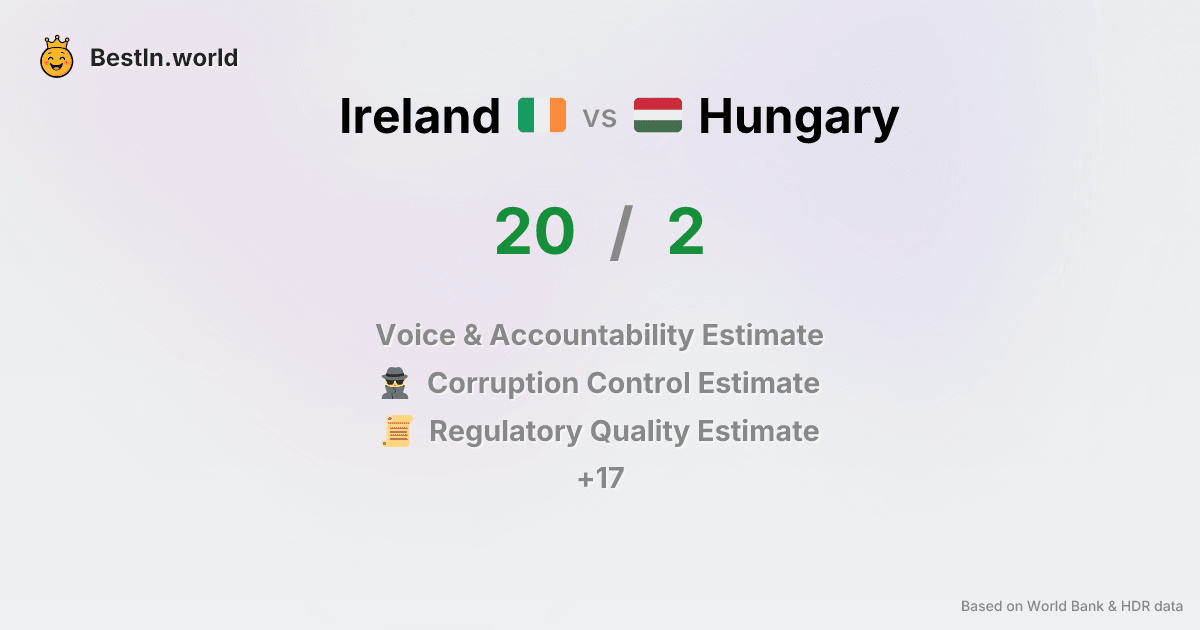 BestIn.world
Ireland vs Hungary
20 / 2
Voice & Accountability Estimate
Corruption Control Estimate
Regulatory Quality Estimate
+17
Based on World Bank & HDR data